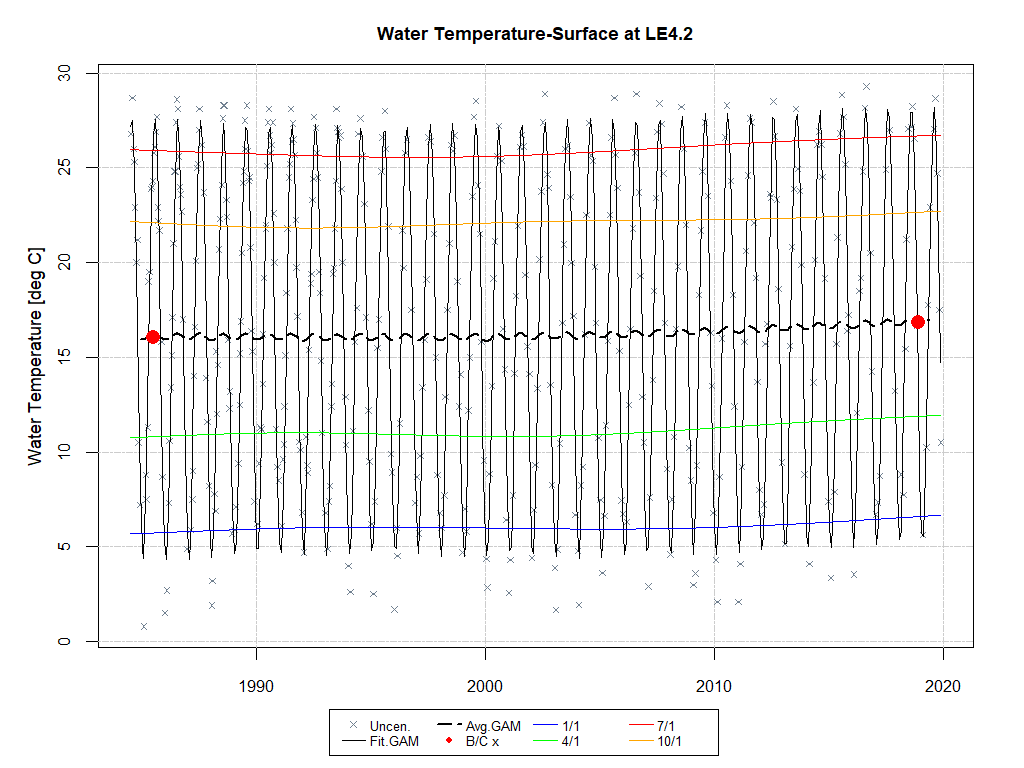 Water Temperature-Surface at LE4.2
Water Temperature [deg C]
30
25
20
15
10
5
0
1990 2000 2010 2020
Uncen. Avg.GAM 1/1 7/1
Fit.GAM B/C x 4/1 10/1